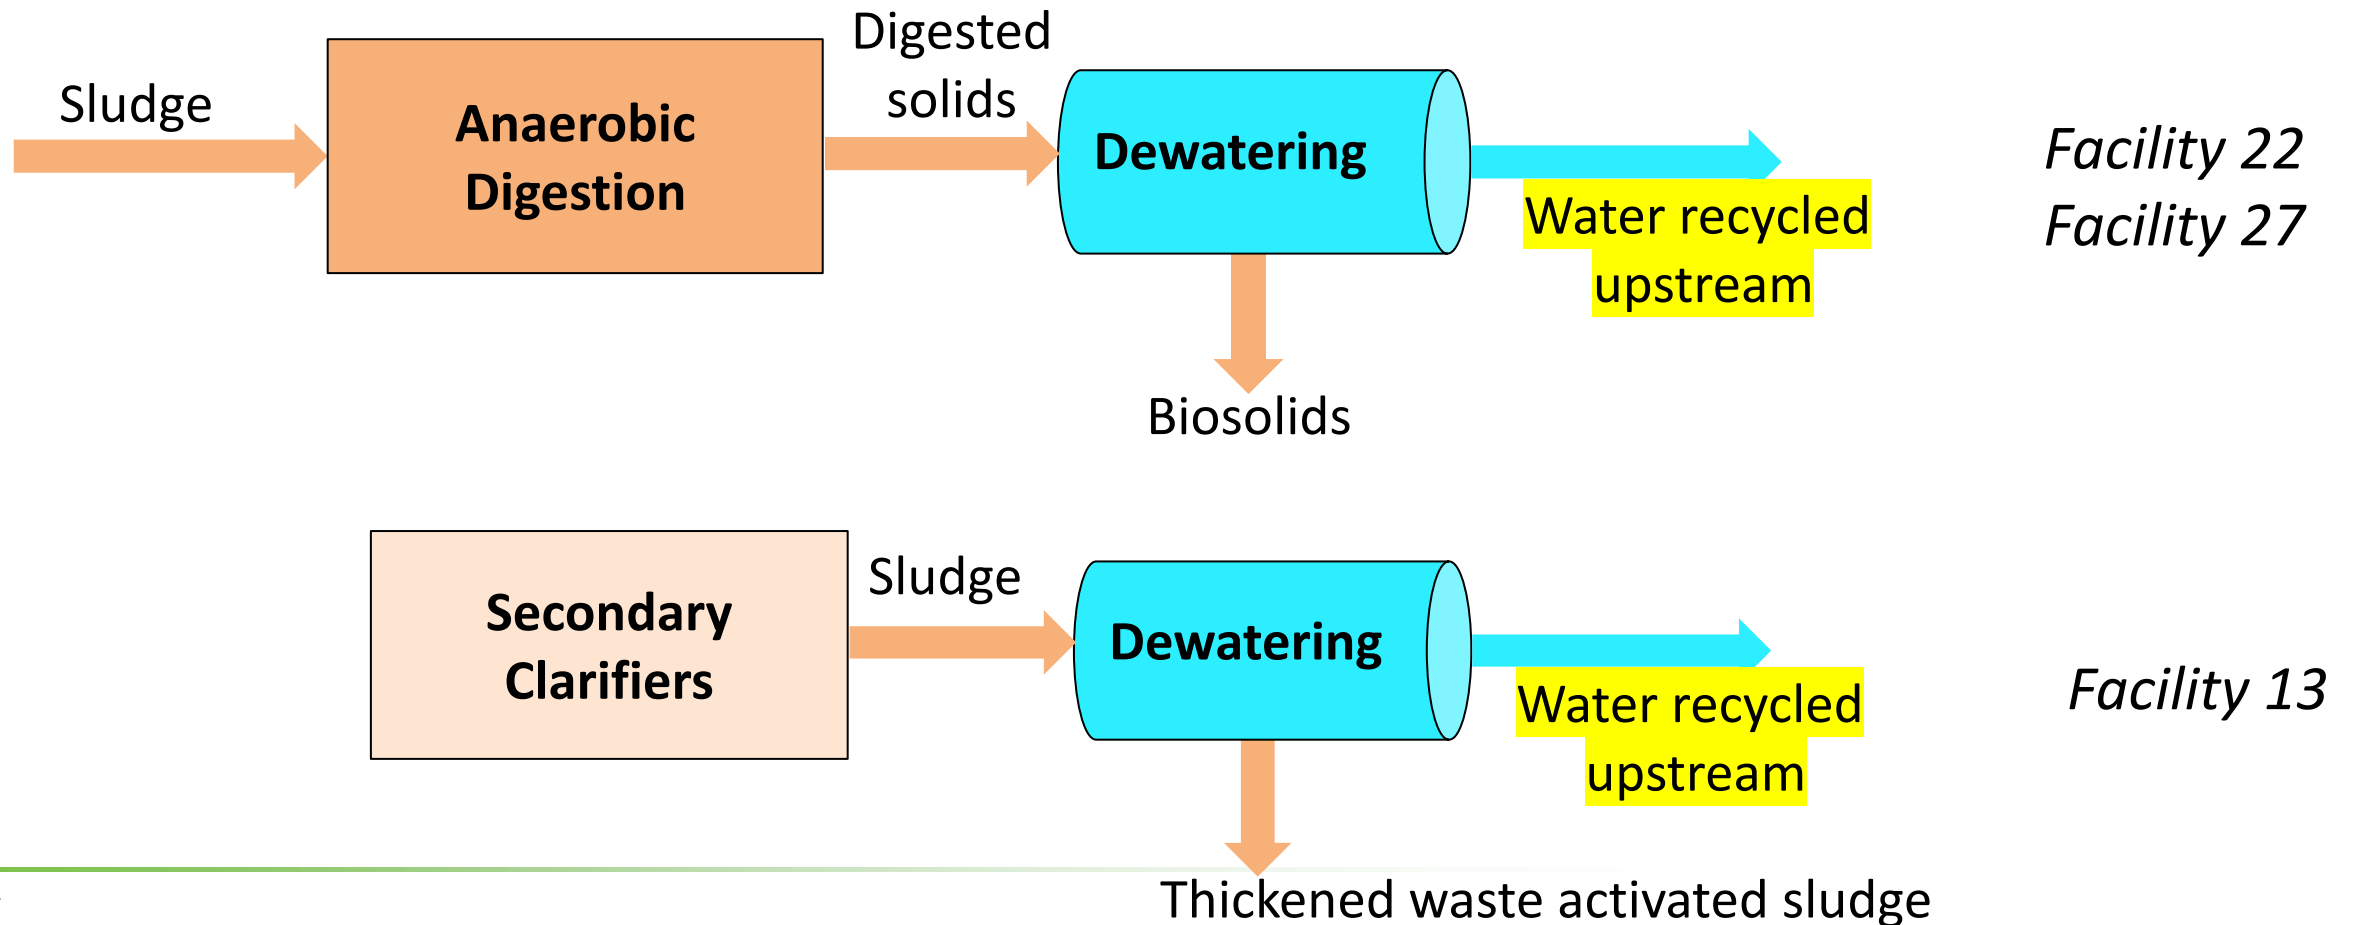 Sludge
Anaerobic
Digestion
Digested
solids
Dewatering
Water recycled
upstream
Biosolids
Facility 22
Facility 27
Secondary
Clarifiers
Sludge
Dewatering
Water recycled
upstream
Thickened waste activated sludge
Facility 13